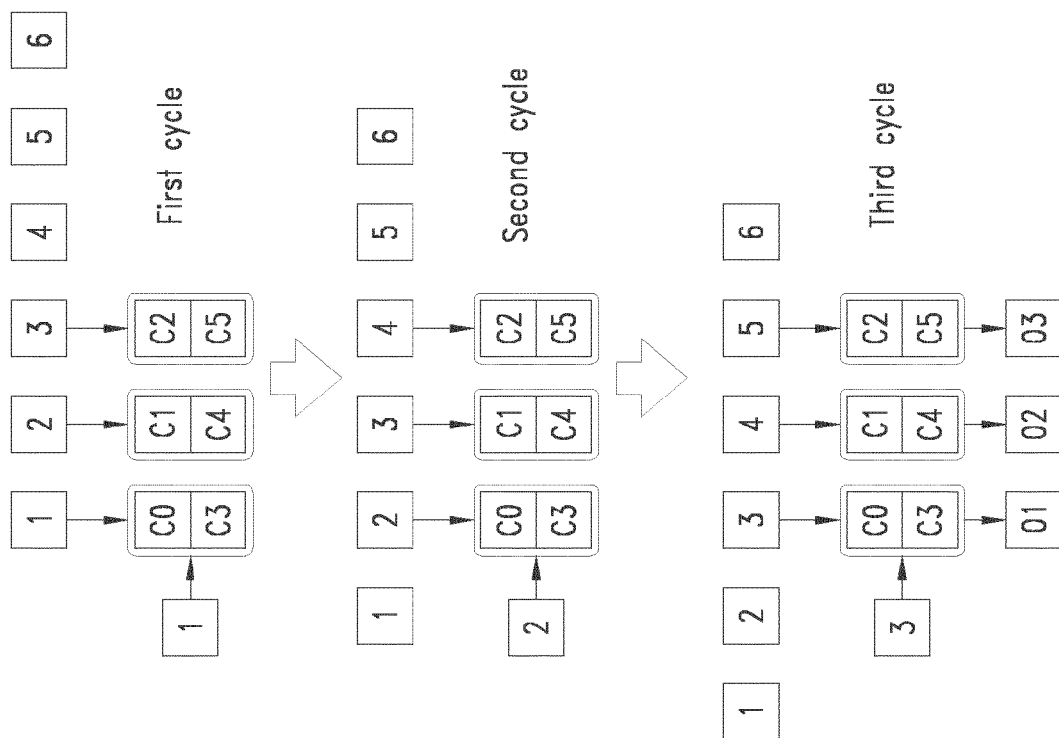 1 2 3 4 5 6
C0 C1 C2 First cycle
1
C3 C4 C5
1 2 3 4 5 6
C0 C1 C2 Second cycle
2
C3 C4 C5
1 2 3 4 5 6
C0 C1 C2 Third cycle
3
C3 C4 C5
01 02 03